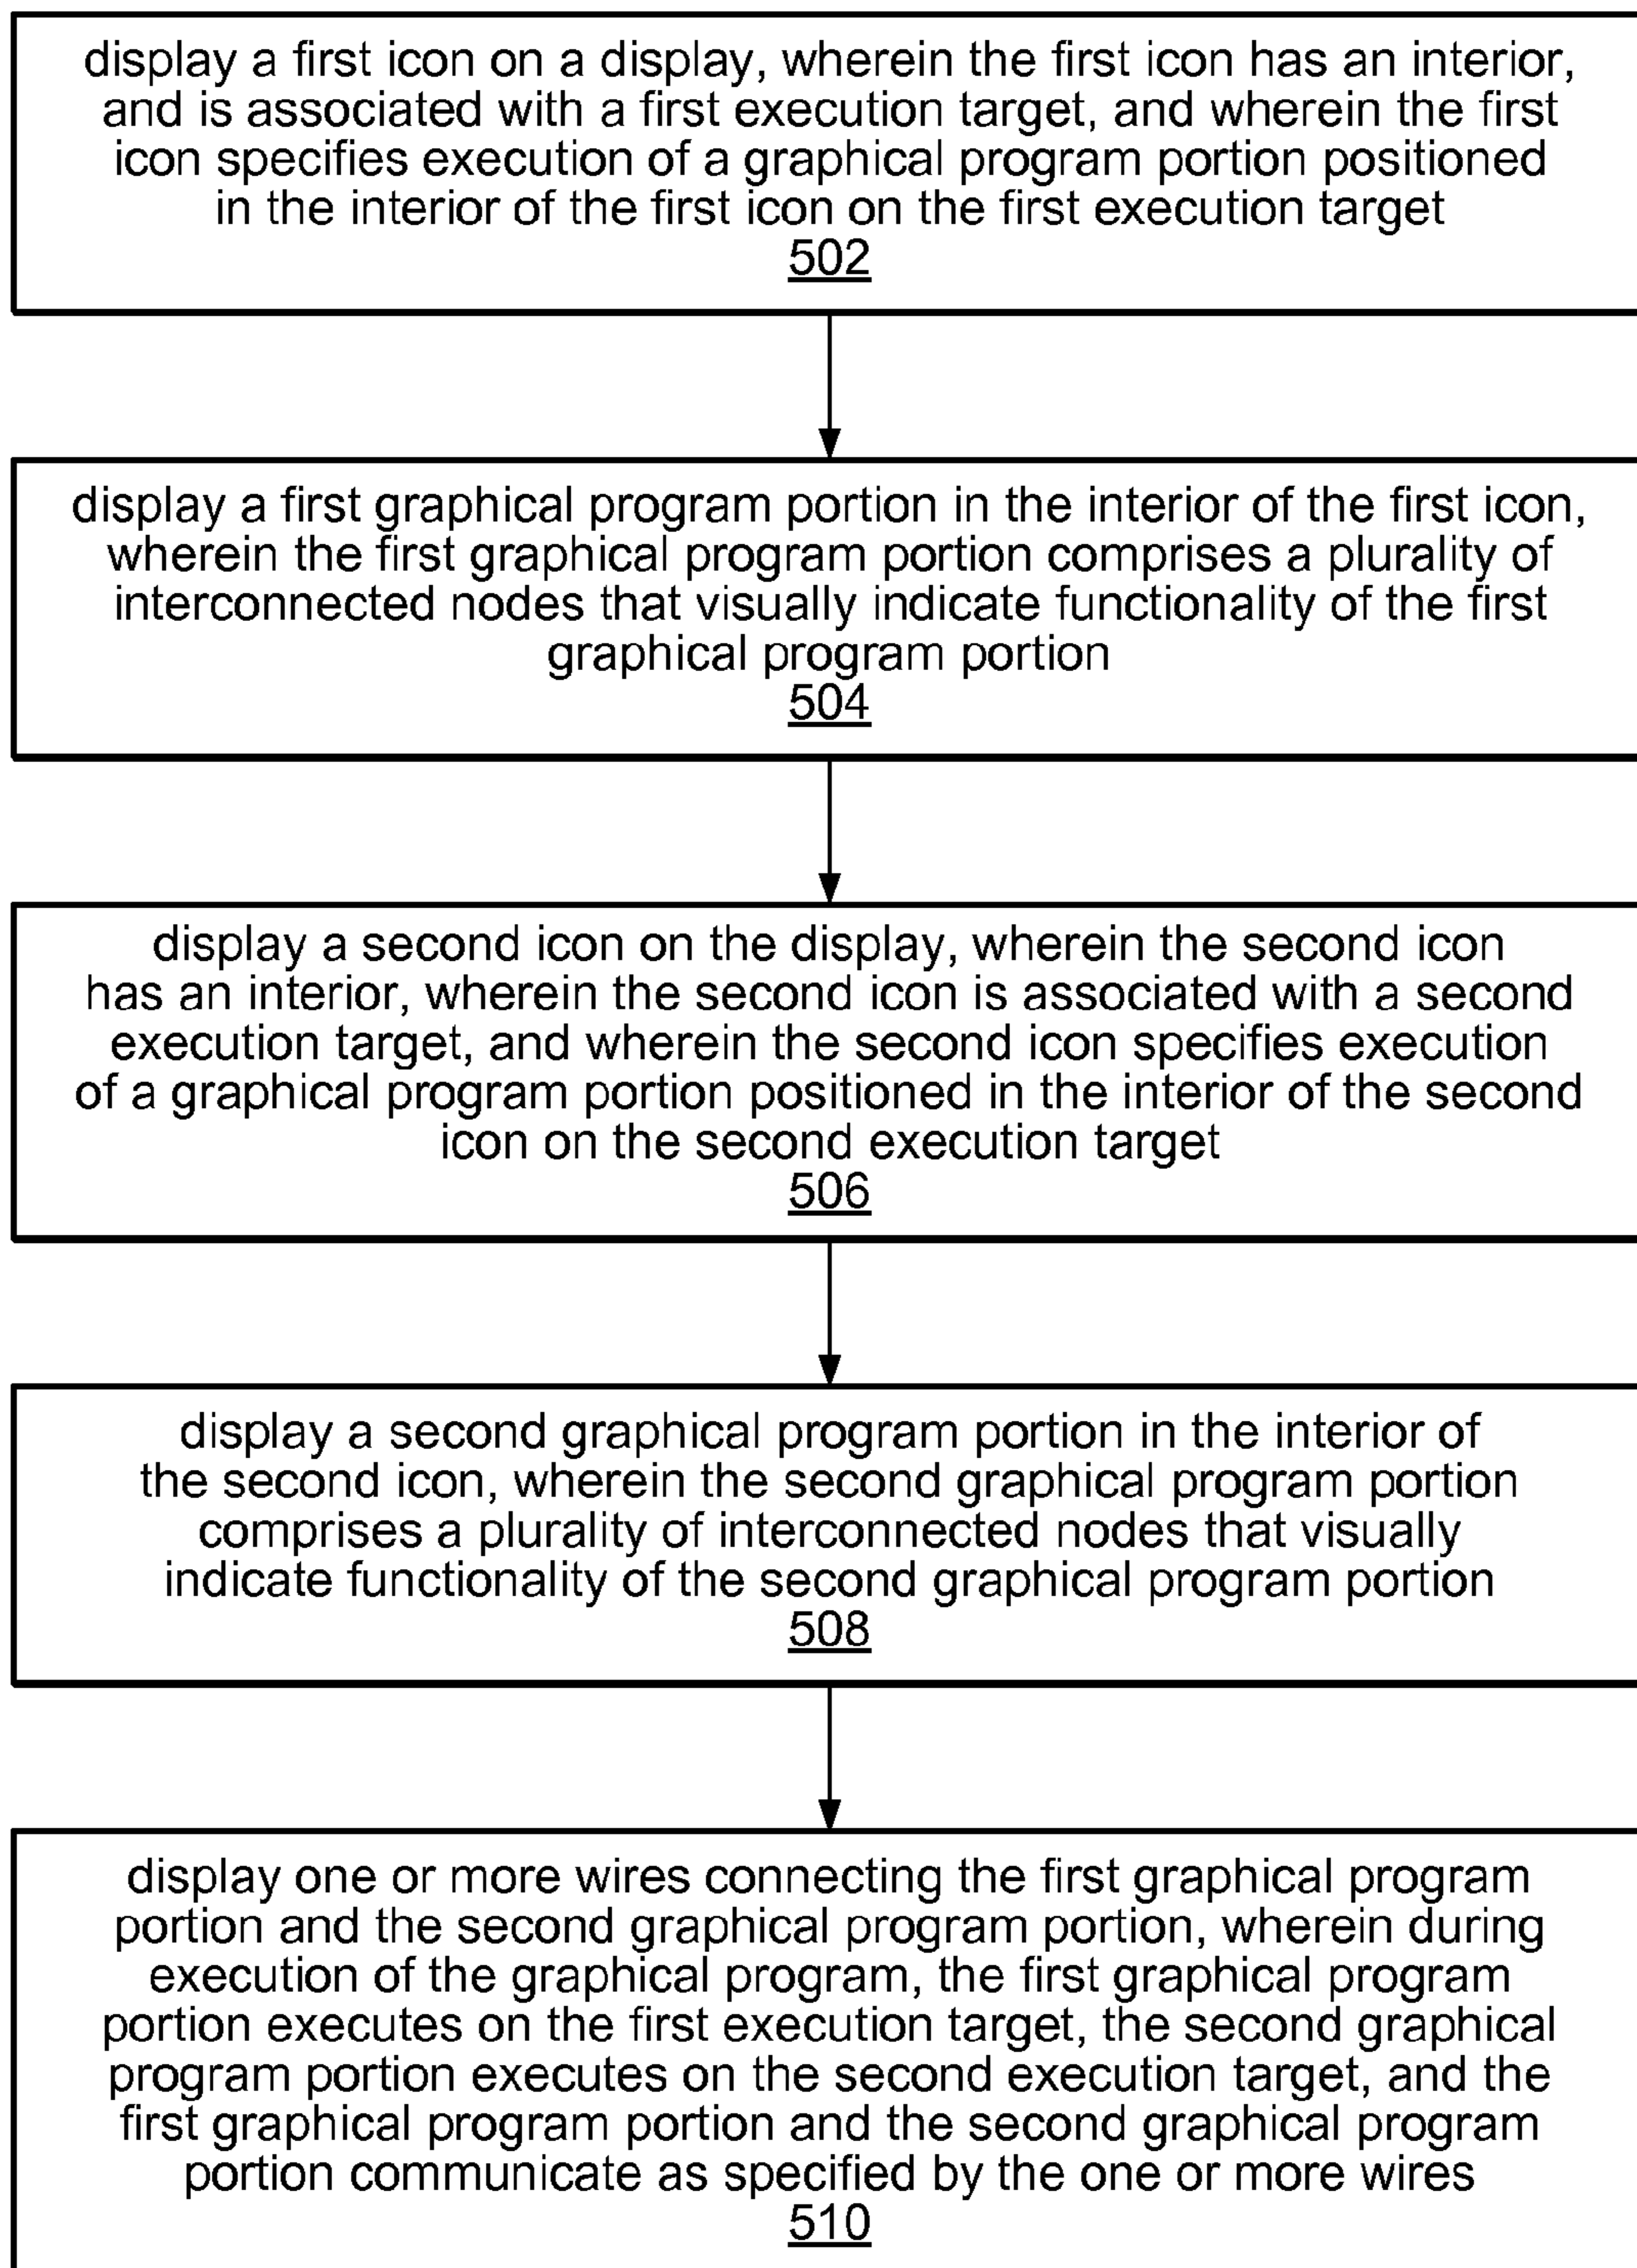 display a first icon on a display, wherein the first icon has an interior,
and is associated with a first execution target, and wherein the first
icon specifies execution of a graphical program portion positioned
in the interior of the first icon on the first execution target
502
display a first graphical program portion in the interior of the first icon,
wherein the first graphical program portion comprises a plurality of
interconnected nodes that visually indicate functionality of the first
graphical program portion
504
display a second icon on the display, wherein the second icon
has an interior, wherein the second icon is associated with a second
execution target, and wherein the second icon specifies execution
of a graphical program portion positioned in the interior of the second
icon on the second execution target
506
display a second graphical program portion in the interior of
the second icon, wherein the second graphical program portion
comprises a plurality of interconnected nodes that visually
indicate functionality of the second graphical program portion
508
display one or more wires connecting the first graphical program
portion and the second graphical program portion, wherein during
execution of the graphical program, the first graphical program
portion executes on the first execution target, the second graphical
program portion executes on the second execution target, and the
first graphical program portion and the second graphical program
portion communicate as specified by the one or more wires
510